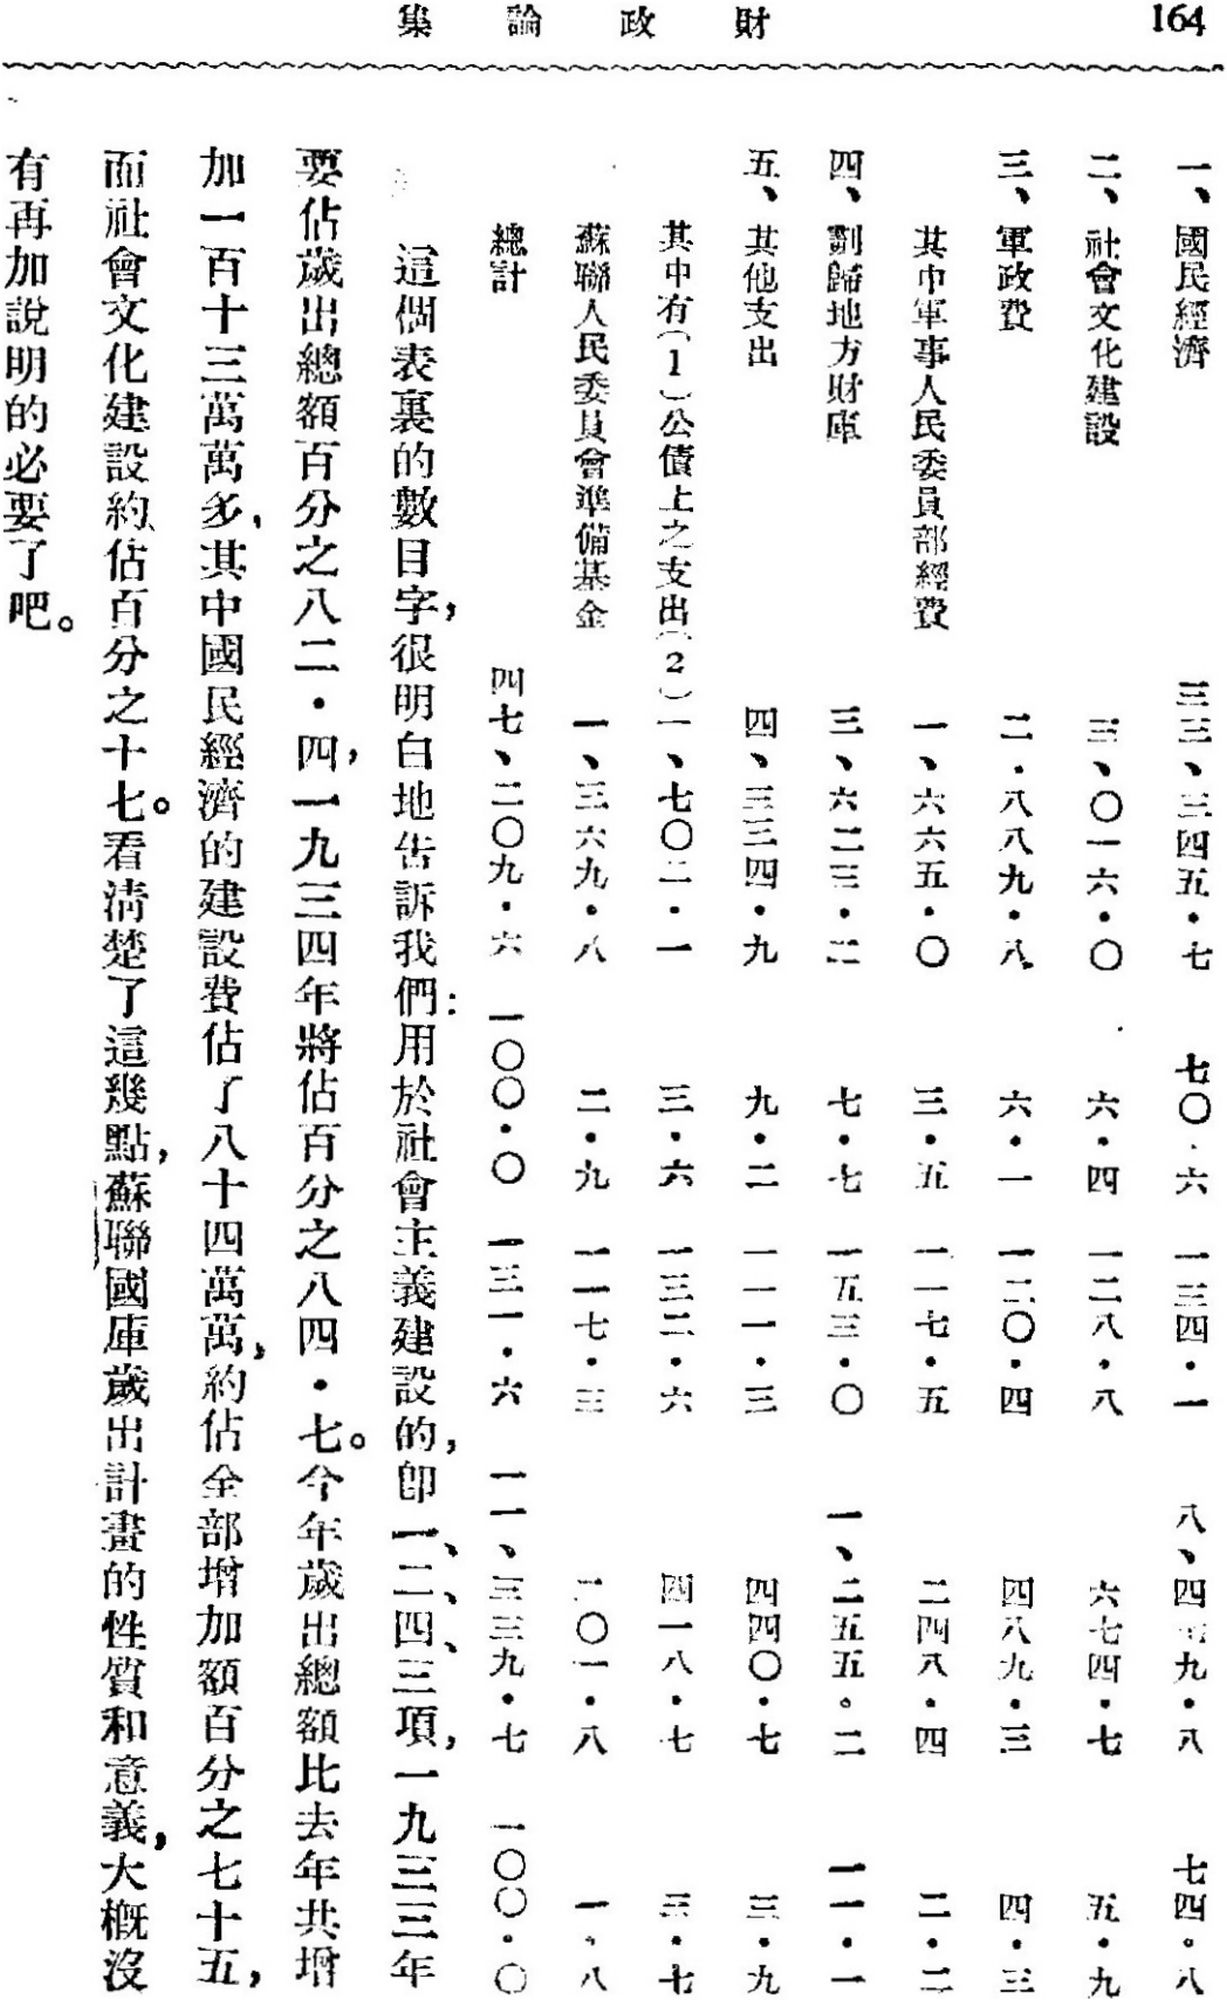 164
財政論集
一、國民經濟 三三、三四五·七 七〇·六 一三四·一 八、四七九·八 七四。八
二、社會文化建設 三、〇一六·〇 六·四 一二八·八 六七四·七 五·九
三、軍政費 二·八八九·八 六·一 一二〇·四 四八九·三 四·三
其中軍事人民委員部經費 一、六六五·〇 三·五 一一七·五 二四八·四 二·二
四、劃歸地方財庫 三、六二三·二 七·七 一五三·〇 一、二五五。二 一一·一
五、其他支出 四、三三四·九 九·二 一一一·三 四四〇·七 三·九
其中有(1)公債上之支出(2) 一、七〇二·一 三·六 一三二·六 四一八·七 三·七
蘇聯人民委員會準備基金 一、三六九·八 二·九 一一七·三 二〇一·八 一·八
總計 四七、二〇九·六 一〇〇·〇 一三一·六 一一、三三九·七 一〇〇·〇
這個表裏的數目字,很明白地告訴我們:用於社會主義建設的,卽一、二、四、三項,一九三三年
要佔歲出總額百分之八二·四,一九三四年將佔百分之八四·七。今年歲出總額比去年共增
加一百十三萬萬多,其中國民經濟的建設費佔了八十四萬萬,約佔全部增加額百分之七十五,
而社會文化建設約佔百分之十七。看清楚了這幾點,蘇聯國庫歲出計畫的性質和意義,大概沒
有再加說明的必要了吧。